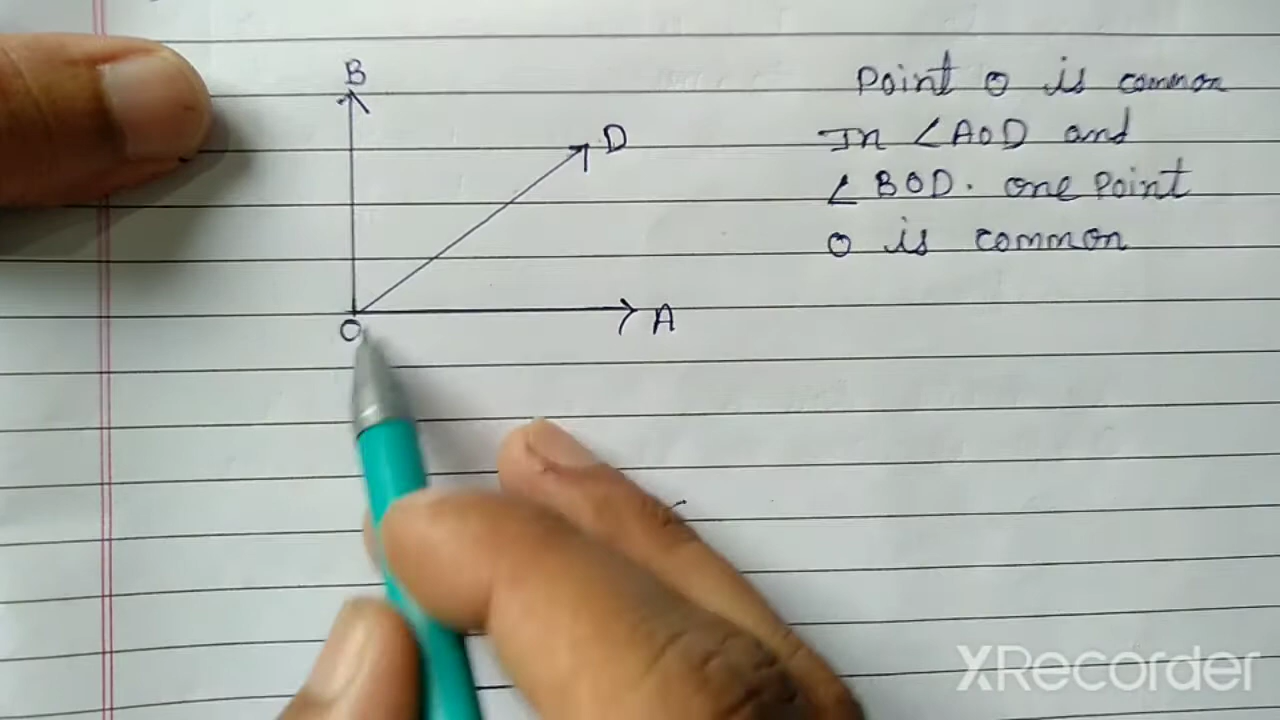 B
D
O
A
Point O is common
In ∠AOD and
∠BOD. one Point
O is common
XRecorder